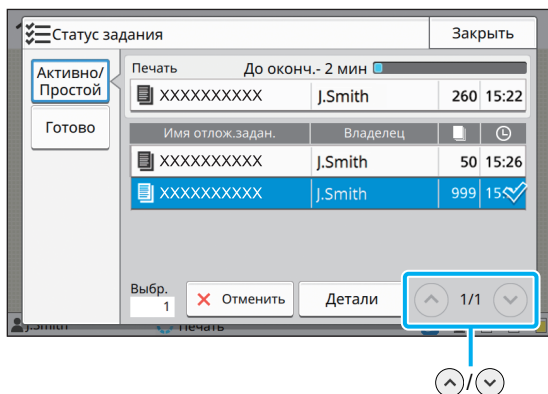 Статус задания
Закрыть
Активно/
Простой
Готово
Печать До оконч.- 2 мин
XXXXXXXXXX J.Smith 260 15:22
Имя отлож.задан. Владелец
XXXXXXXXXX J.Smith 50 15:26
XXXXXXXXXX J.Smith 999
Выбр.
1
Отменить
Детали
1/1
J.Smith Печать
/